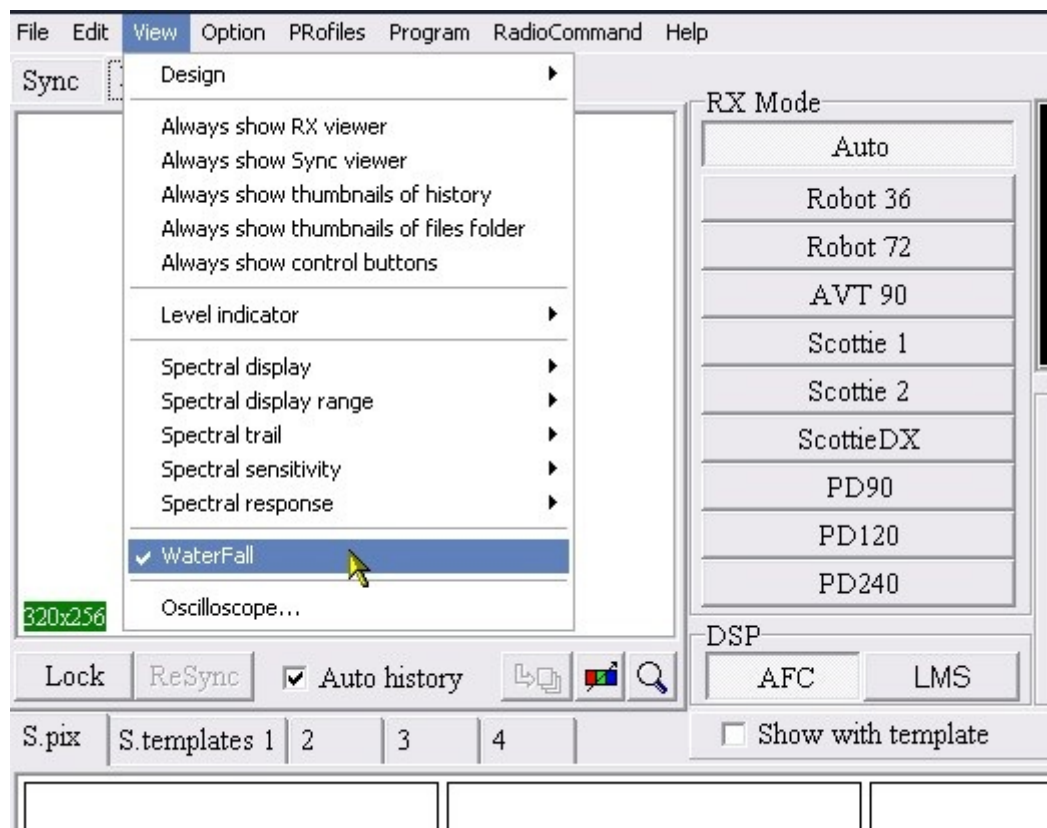 File Edit View Option PRofiles Program RadioCommand Help
Sync
Design
Always show RX viewer
Always show Sync viewer
Always show thumbnails of history
Always show thumbnails of files folder
Always show control buttons
Level indicator
Spectral display
Spectral display range
Spectral trail
Spectral sensitivity
Spectral response
WaterFall
Oscilloscope...
320x256
Lock ReSync Auto history
S.pix S.templates 1 2 3 4
RX Mode
Auto
Robot 36
Robot 72
AVT 90
Scottie 1
Scottie 2
ScottieDX
PD90
PD120
PD240
DSP
AFC LMS
Show with template